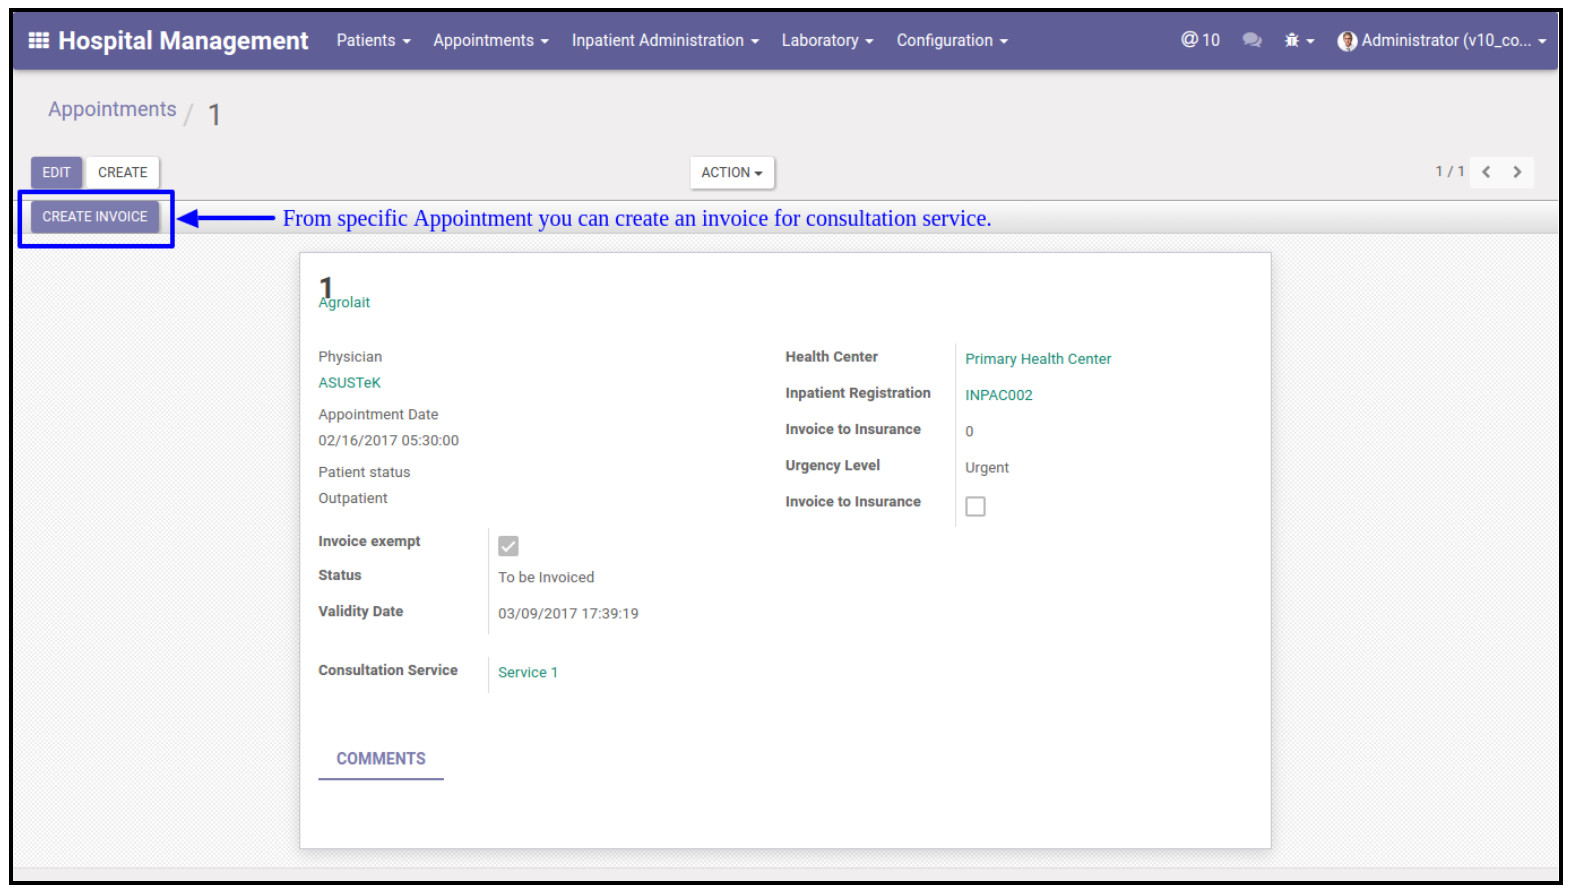 Hospital Management Patients Appointments Inpatient Administration Laboratory Configuration @ 10 Administrator (v10_co...
Appointments / 1
EDIT CREATE ACTION 1 / 1
CREATE INVOICE From specific Appointment you can create an invoice for consultation service.
1
Agrolait
Physician
ASUSTeK
Appointment Date
02/16/2017 05:30:00
Patient status
Outpatient
Health Center Primary Health Center
Inpatient Registration INPAC002
Invoice to Insurance 0
Urgency Level Urgent
Invoice to Insurance
Invoice exempt
Status To be Invoiced
Validity Date 03/09/2017 17:39:19
Consultation Service Service 1
COMMENTS